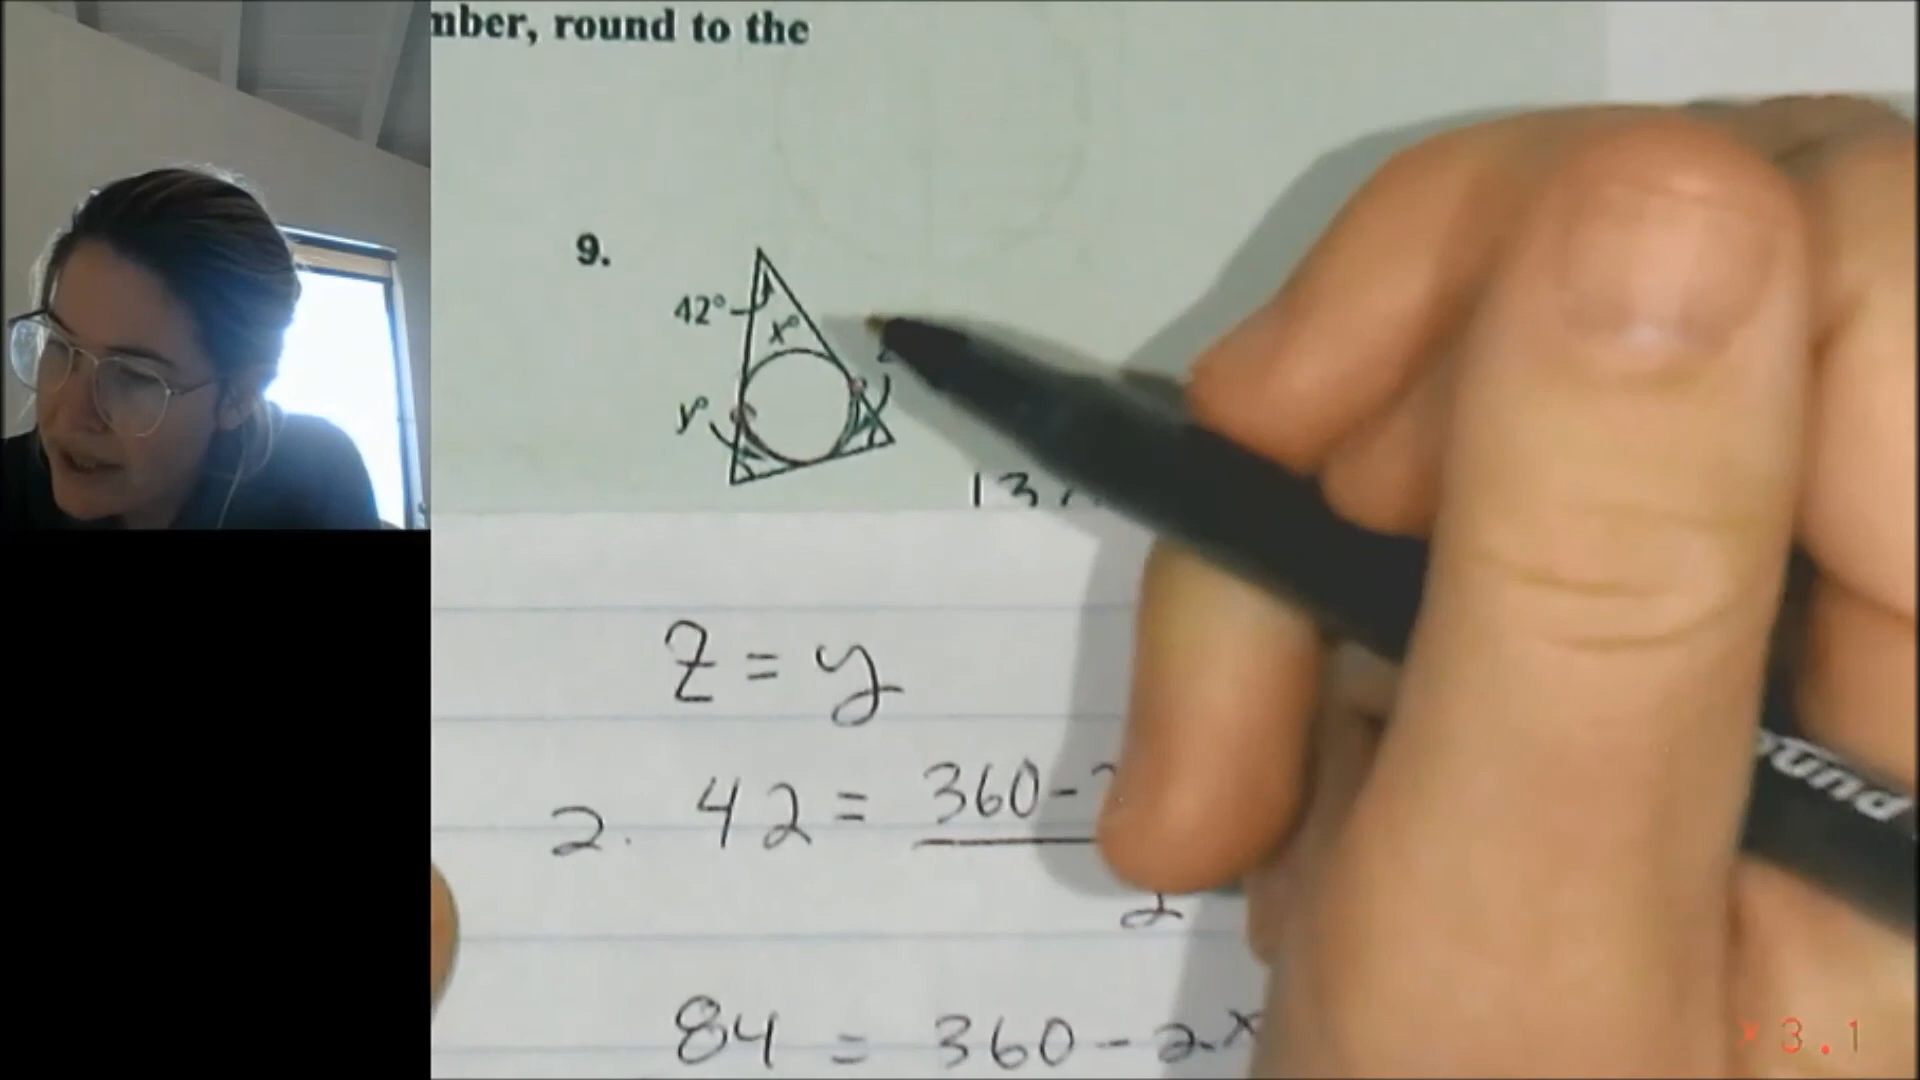 mber, round to the
9.
42°
x°
y°
z
13
z = y
2. 42 = 360-
2
84 = 360 - 2x
× 3.1